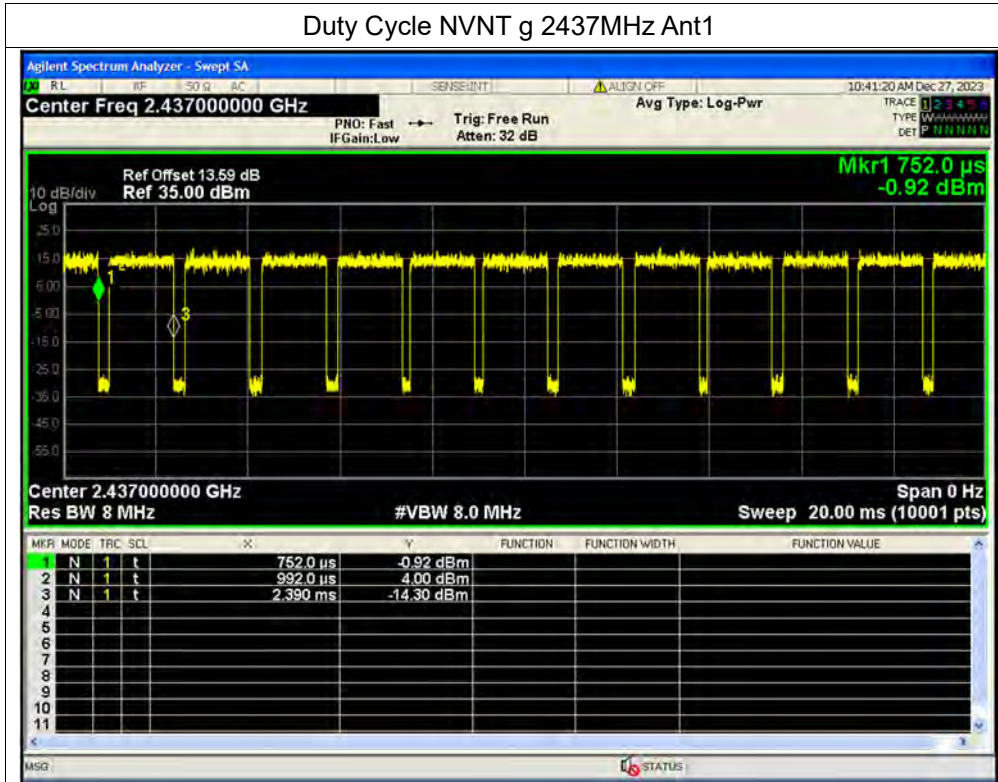 Duty Cycle NVNT g 2437MHz Ant1
Agilent Spectrum Analyzer - Swept SA
LXI RL RF 50 Ω AC SENSE:INT ALIGN OFF 10:41:20 AM Dec 27, 2023
Center Freq 2.437000000 GHz Avg Type: Log-Pwr TRACE 1 2 3 4 5 6
PNO: Fast Trig: Free Run TYPE WWWWWW
IFGain:Low Atten: 32 dB DET P N N N N N
Mkr1 752.0 µs
Ref Offset 13.59 dB
10 dB/div Ref 35.00 dBm -0.92 dBm
Log
25.0
15.0
1 2
5.00
-5.00
3
-15.0
-25.0
-35.0
-45.0
-55.0
Center 2.437000000 GHz Span 0 Hz
Res BW 8 MHz #VBW 8.0 MHz Sweep 20.00 ms (10001 pts)
MKR MODE TRC SCL X Y FUNCTION FUNCTION WIDTH FUNCTION VALUE
1 N 1 t 752.0 µs -0.92 dBm
2 N 1 t 992.0 µs 4.00 dBm
3 N 1 t 2.390 ms -14.30 dBm
4
5
6
7
8
9
10
11
MSG STATUS